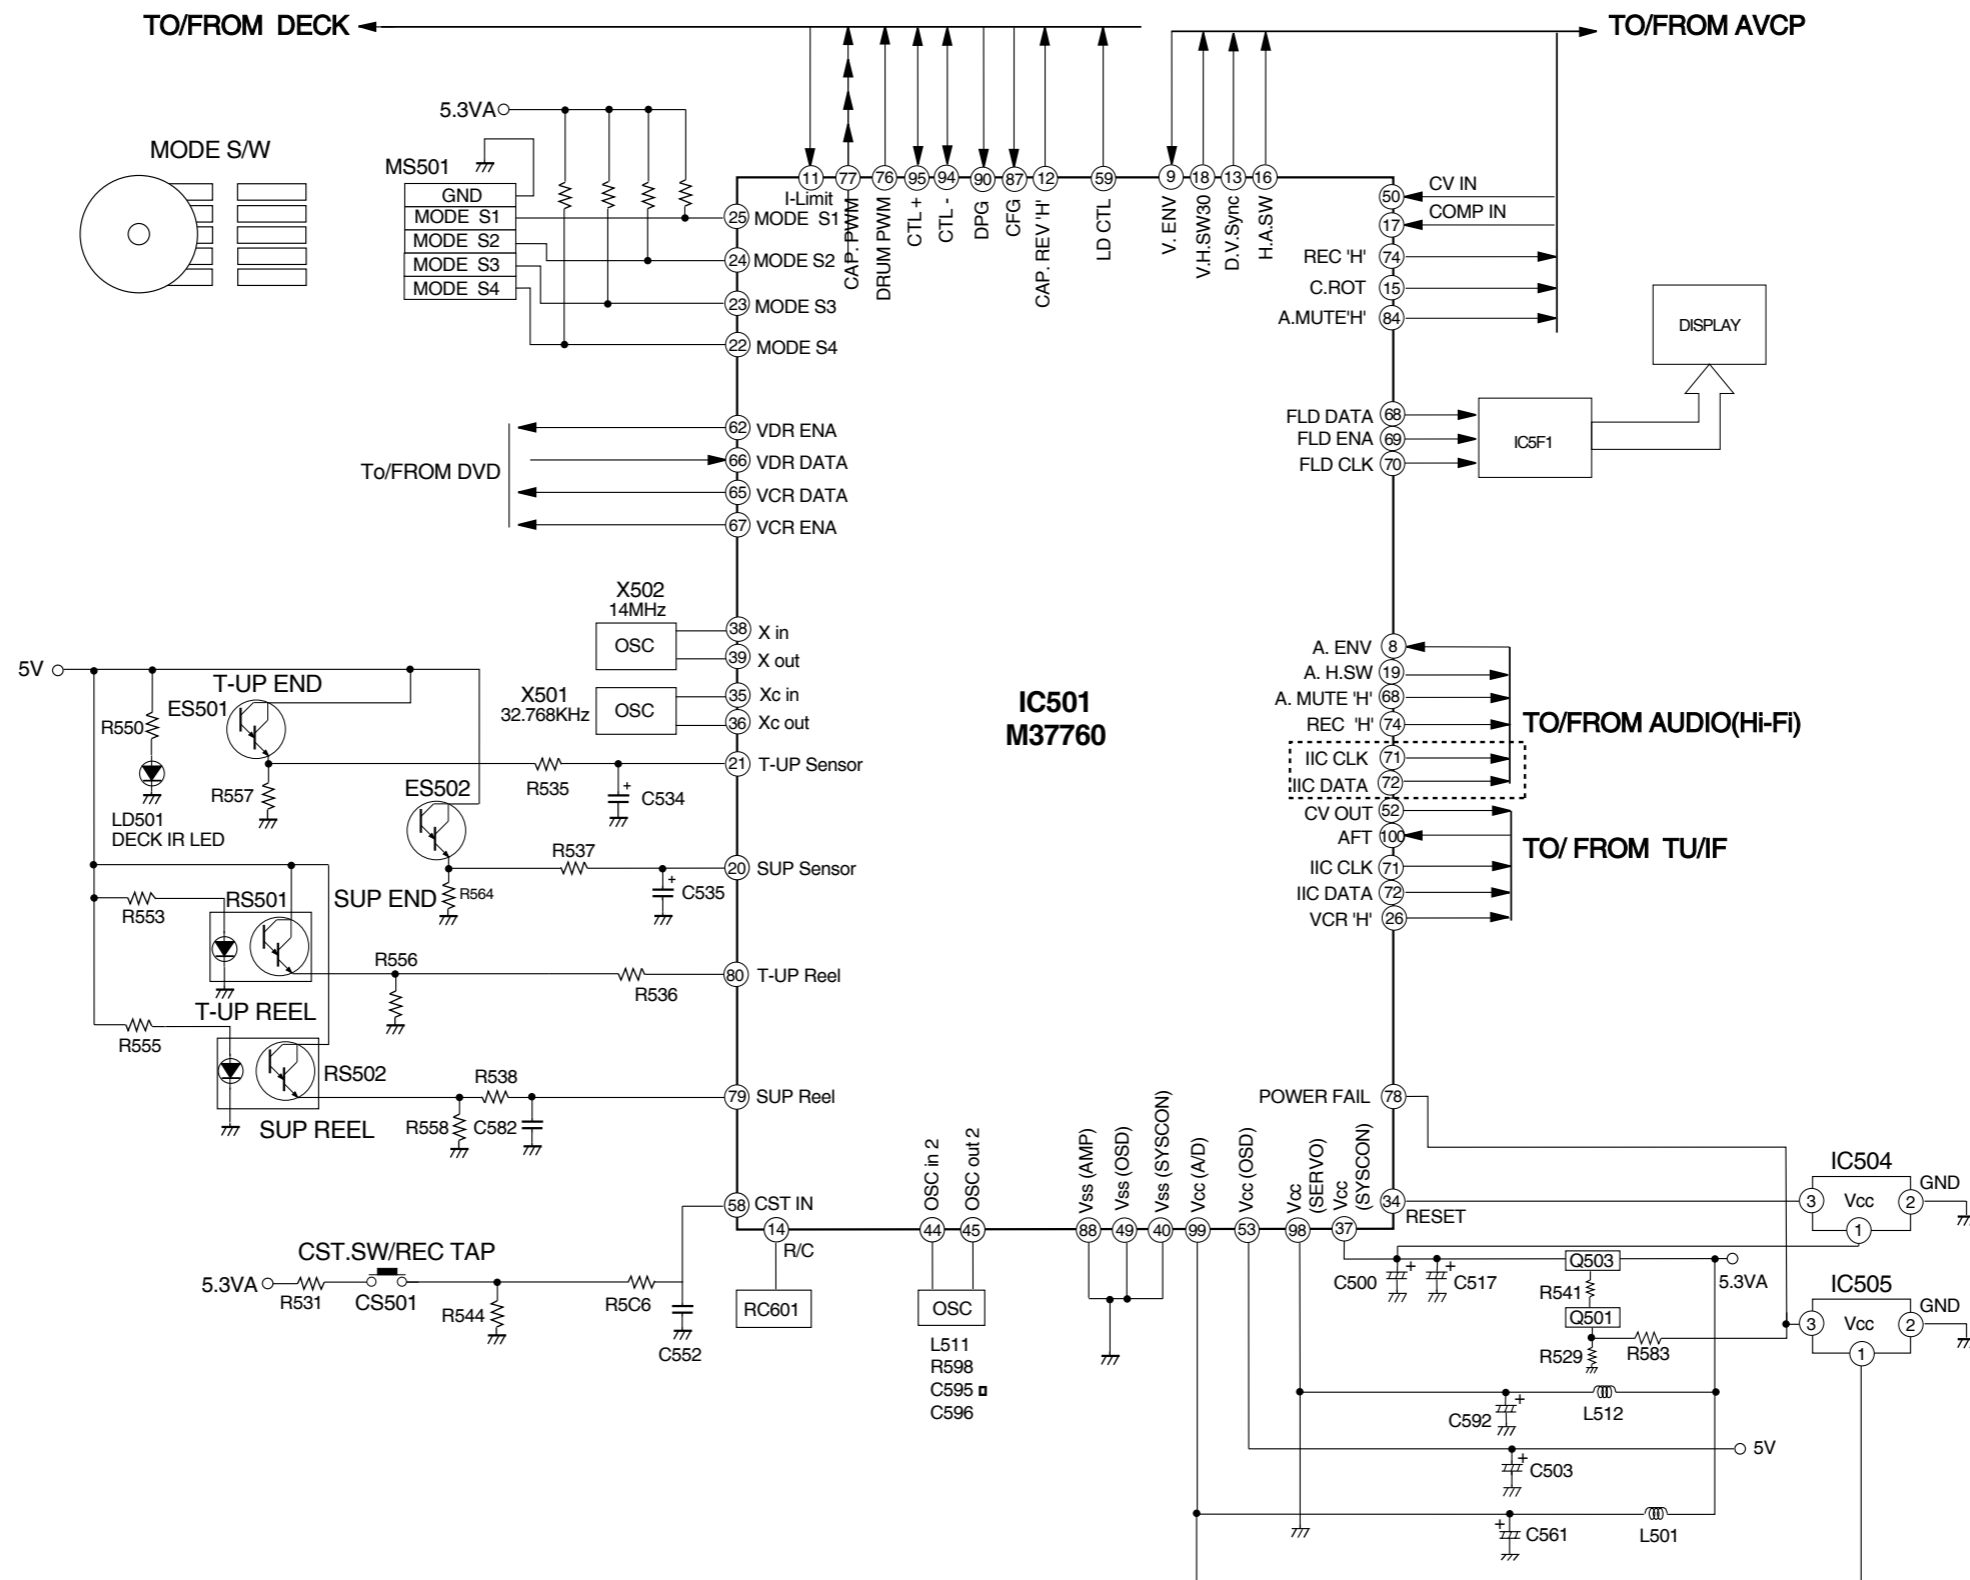 TO/FROM DECK
TO/FROM AVCP
5.3VA
MODE S/W
MS501
GND
MODE S1
MODE S2
MODE S3
MODE S4
11
77
76
95
94
90
87
12
59
9
18
13
16
I-Limit
CAP. PWM
DRUM PWM
CTL +
CTL -
DPG
CFG
CAP. REV 'H'
LD CTL
V. ENV
V.H.SW30
D.V.Sync
H.A.SW
25 MODE S1
24 MODE S2
23 MODE S3
22 MODE S4
CV IN
50
COMP IN
17
REC 'H' 74
C.ROT 15
A.MUTE'H' 84
DISPLAY
FLD DATA 68
FLD ENA 69
FLD CLK 70
IC5F1
To/FROM DVD
62 VDR ENA
66 VDR DATA
65 VCR DATA
67 VCR ENA
X502
14MHz
OSC
38 X in
39 X out
X501
32.768KHz
OSC
35 Xc in
36 Xc out
IC501
M37760
A. ENV 8
A. H.SW 19
A. MUTE 'H' 68
REC 'H' 74
IIC CLK 71
IIC DATA 72
TO/FROM AUDIO(Hi-Fi)
CV OUT 52
AFT 100
IIC CLK 71
IIC DATA 72
VCR 'H' 26
TO/ FROM TU/IF
5V
T-UP END
ES501
R550
R557
LD501
DECK IR LED
R535
C534
21 T-UP Sensor
ES502
R537
20 SUP Sensor
R564
C535
SUP END
R553
RS501
R556
R536
80 T-UP Reel
T-UP REEL
R555
RS502
R538
79 SUP Reel
R558
C582
SUP REEL
POWER FAIL 78
58 CST IN
14
R/C
RC601
CST.SW/REC TAP
5.3VA
R531
CS501
R544
R5C6
C552
OSC in 2
OSC out 2
44
45
OSC
L511
R598
C595
C596
Vss (AMP)
Vss (OSD)
Vss (SYSCON)
Vcc (A/D)
Vcc (OSD)
Vcc
(SERVO)
Vcc
(SYSCON)
88
49
40
99
53
98
37
34
RESET
IC504
3 Vcc 2
GND
1
C500
+
C517
+
Q503
5.3VA
R541
Q501
R529
R583
IC505
3 Vcc 2
GND
1
C592
+
L512
5V
C503
+
C561
+
L501